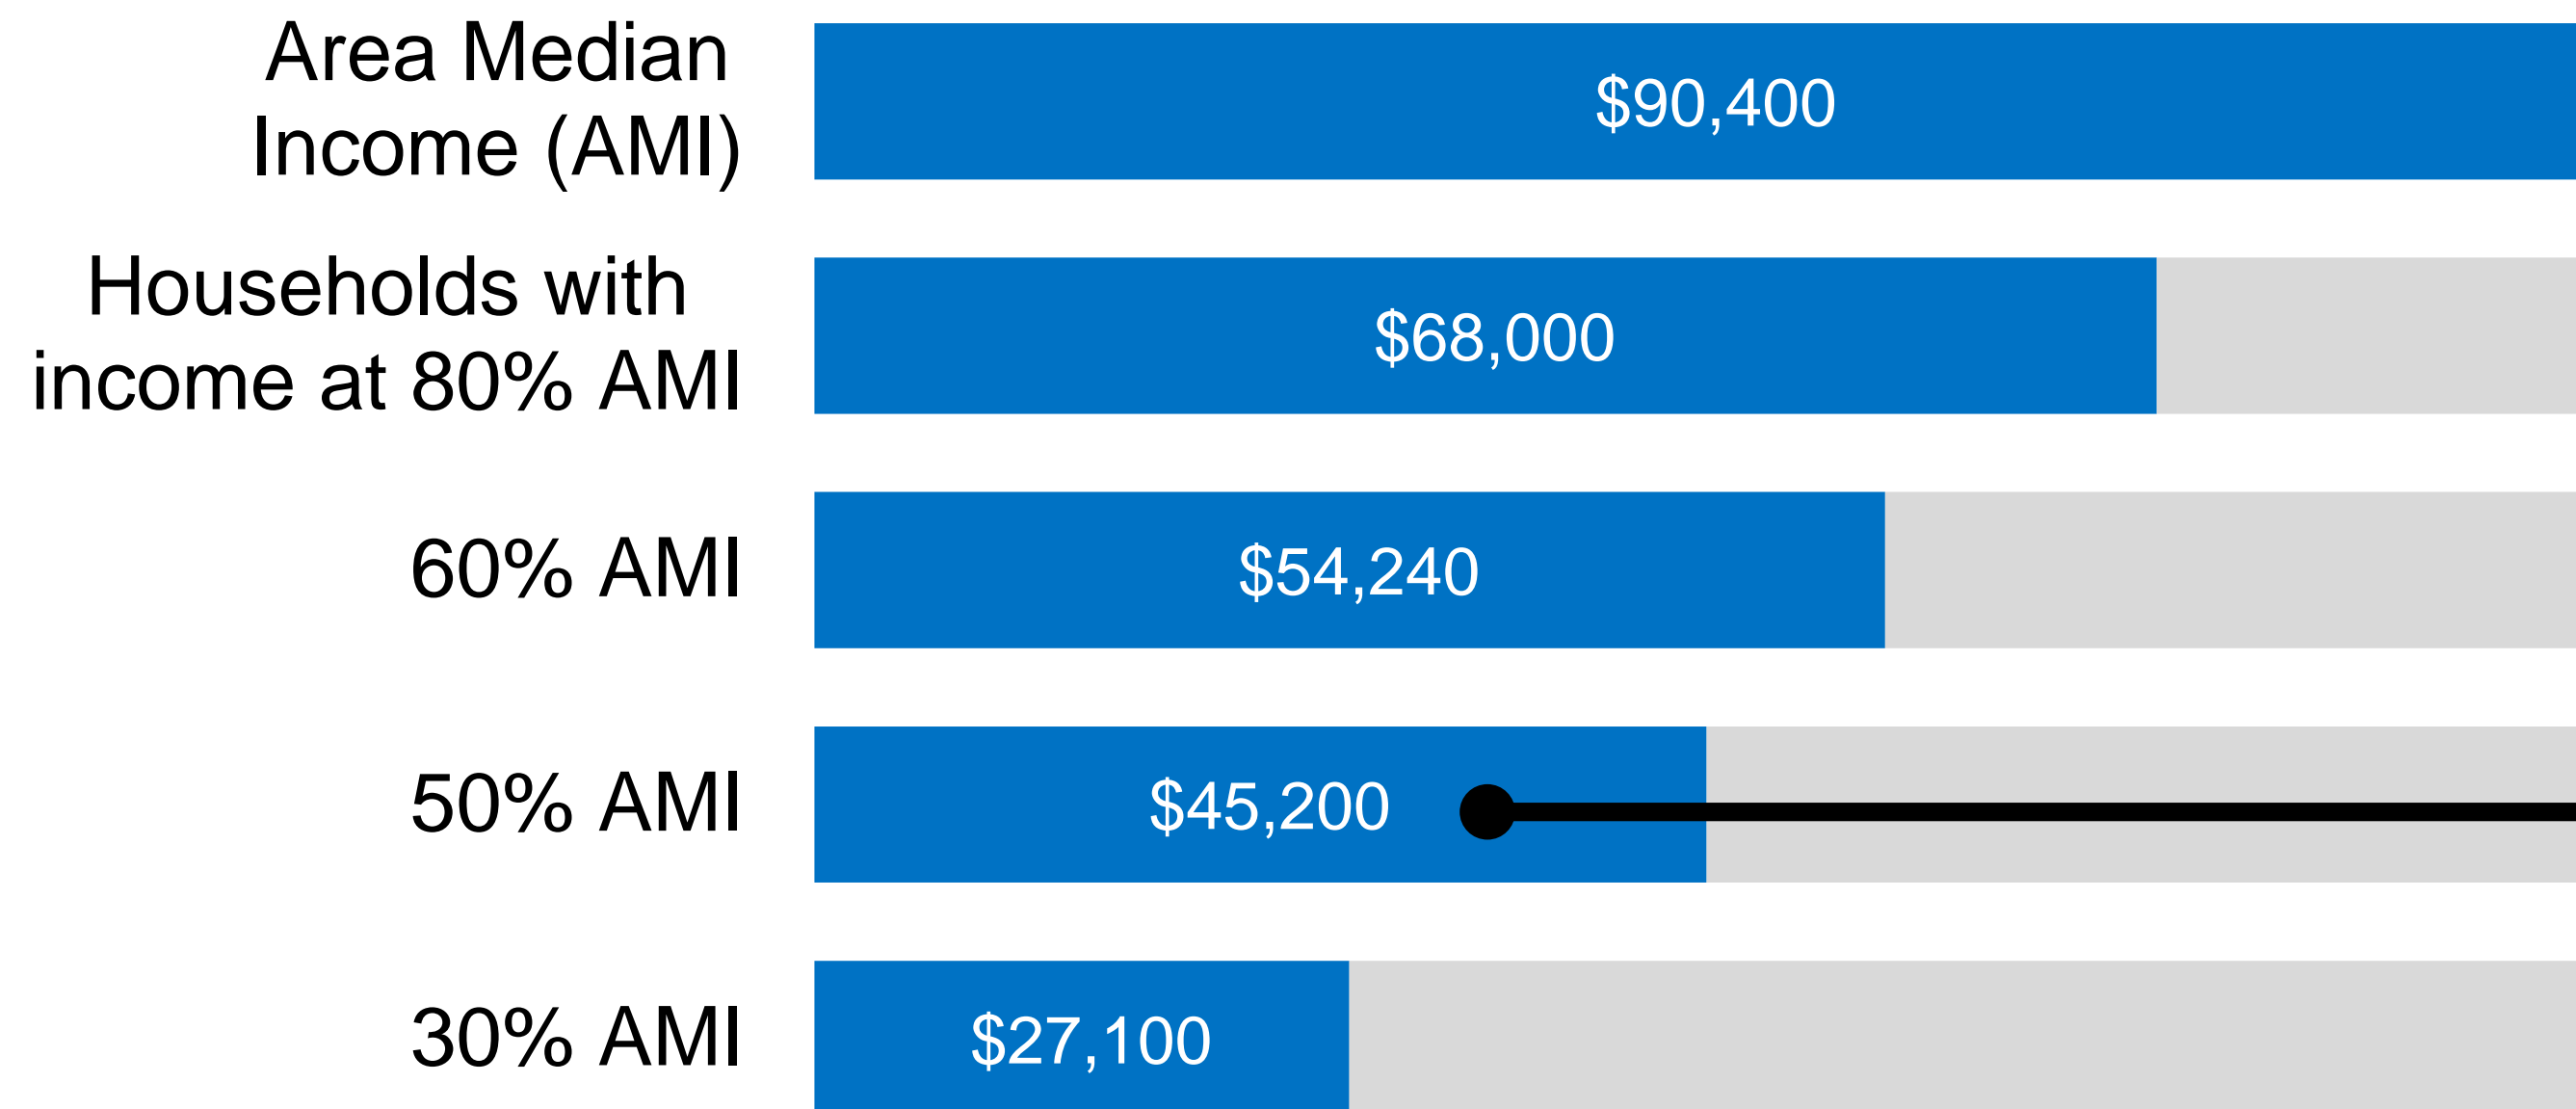 Area Median
Income (AMI)
$90,400
Households with
income at 80% AMI
$68,000
60% AMI
$54,240
50% AMI
$45,200
30% AMI
$27,100